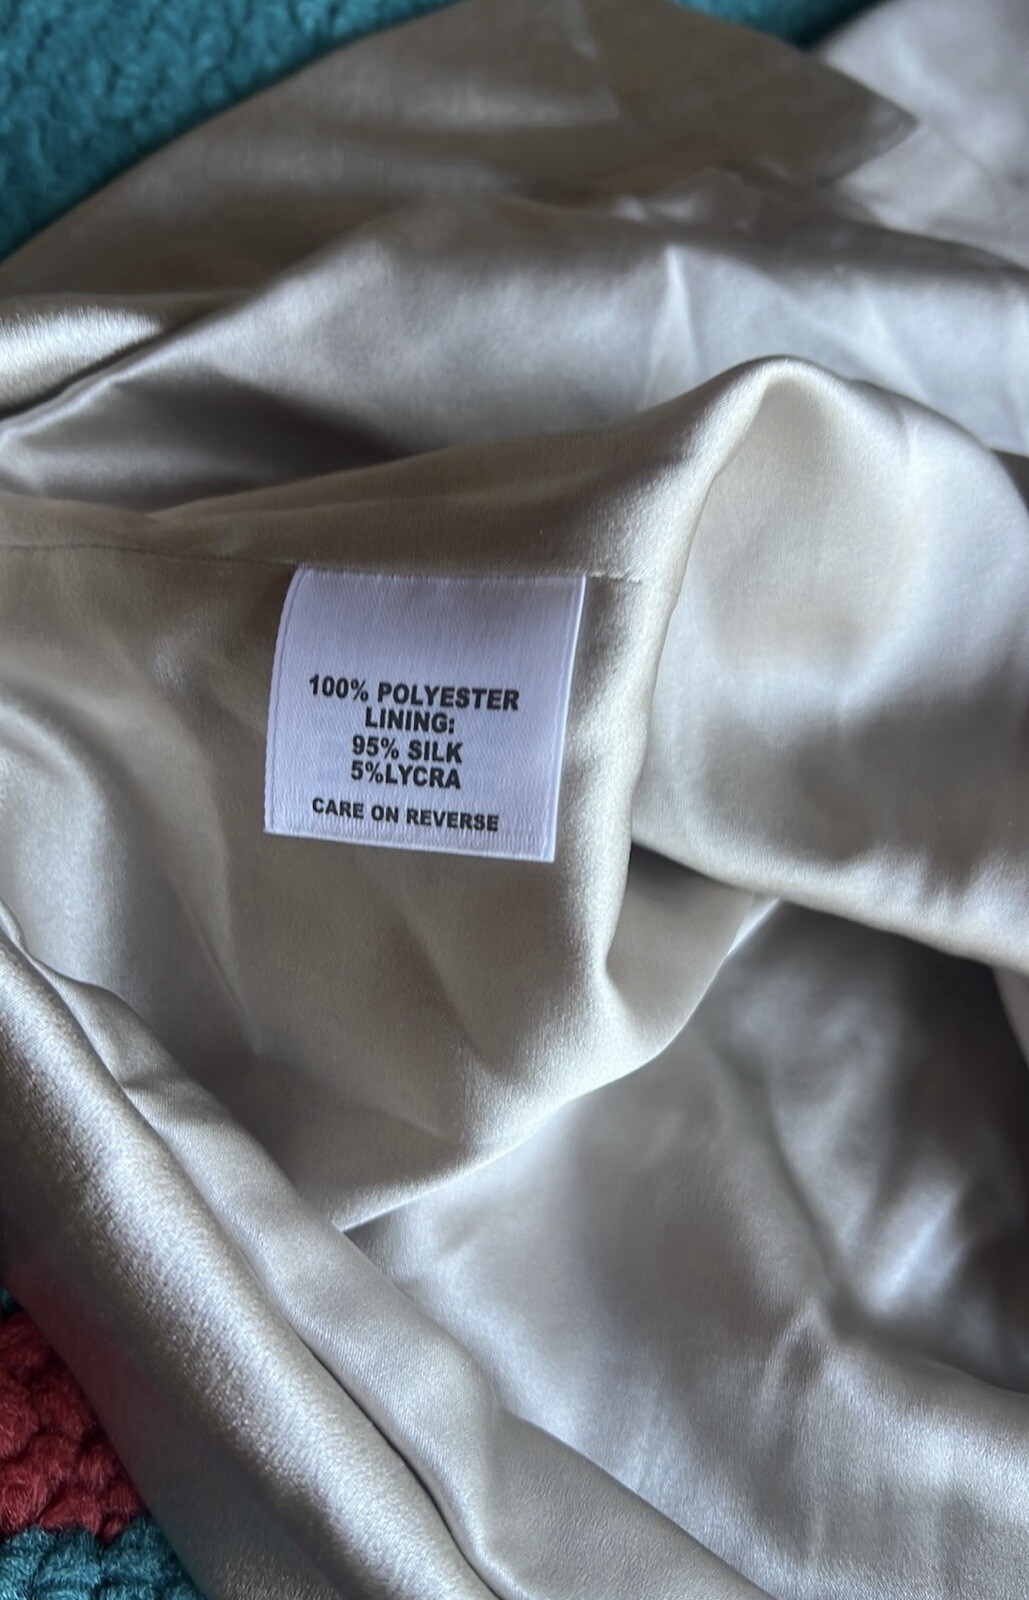 100% POLYESTER
LINING:
95% SILK
5%LYCRA
CARE ON REVERSE